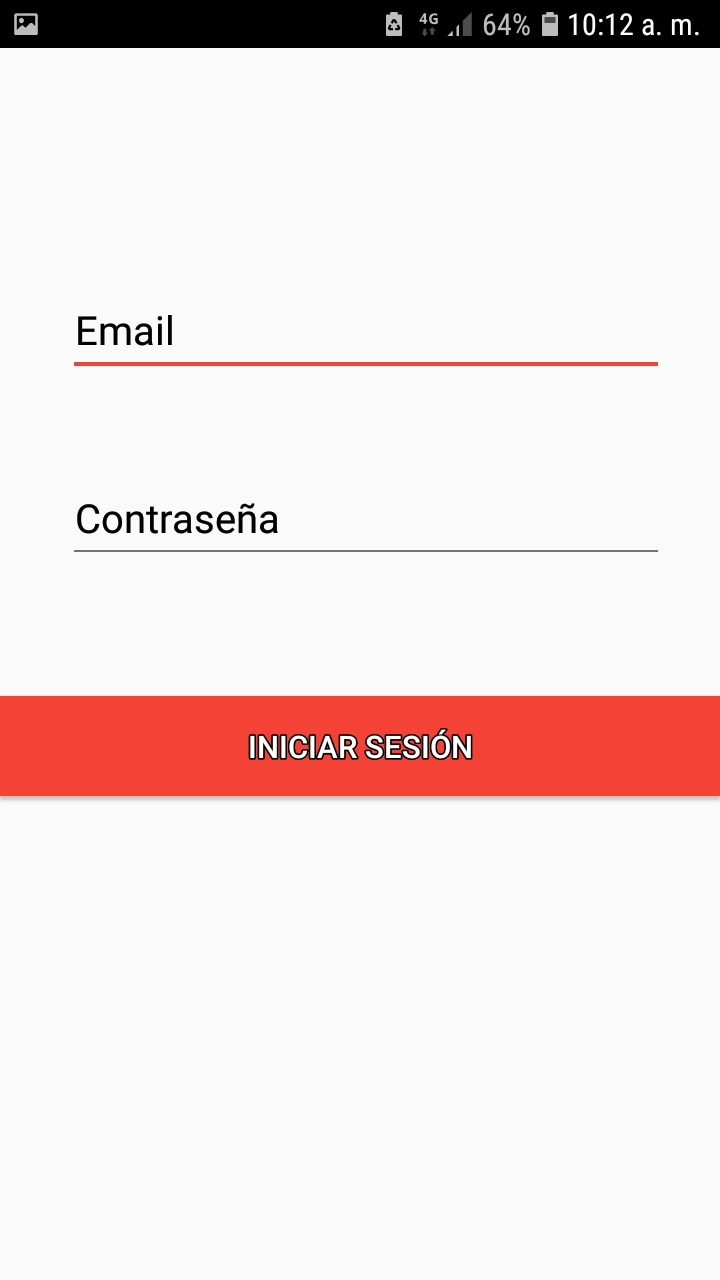 4G 64% 10:12 a. m.
Email
Contraseña
INICIAR SESIÓN